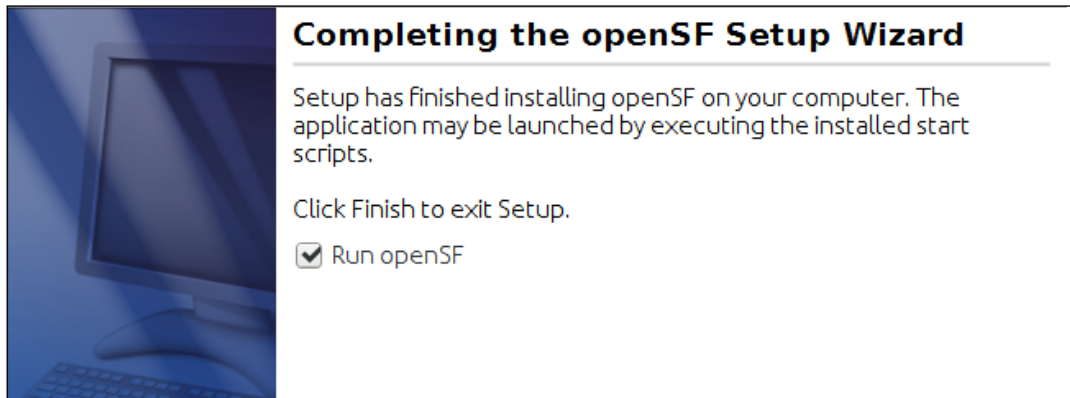 Completing the openSF Setup Wizard
Setup has finished installing openSF on your computer. The
application may be launched by executing the installed start
scripts.
Click Finish to exit Setup.
Run openSF